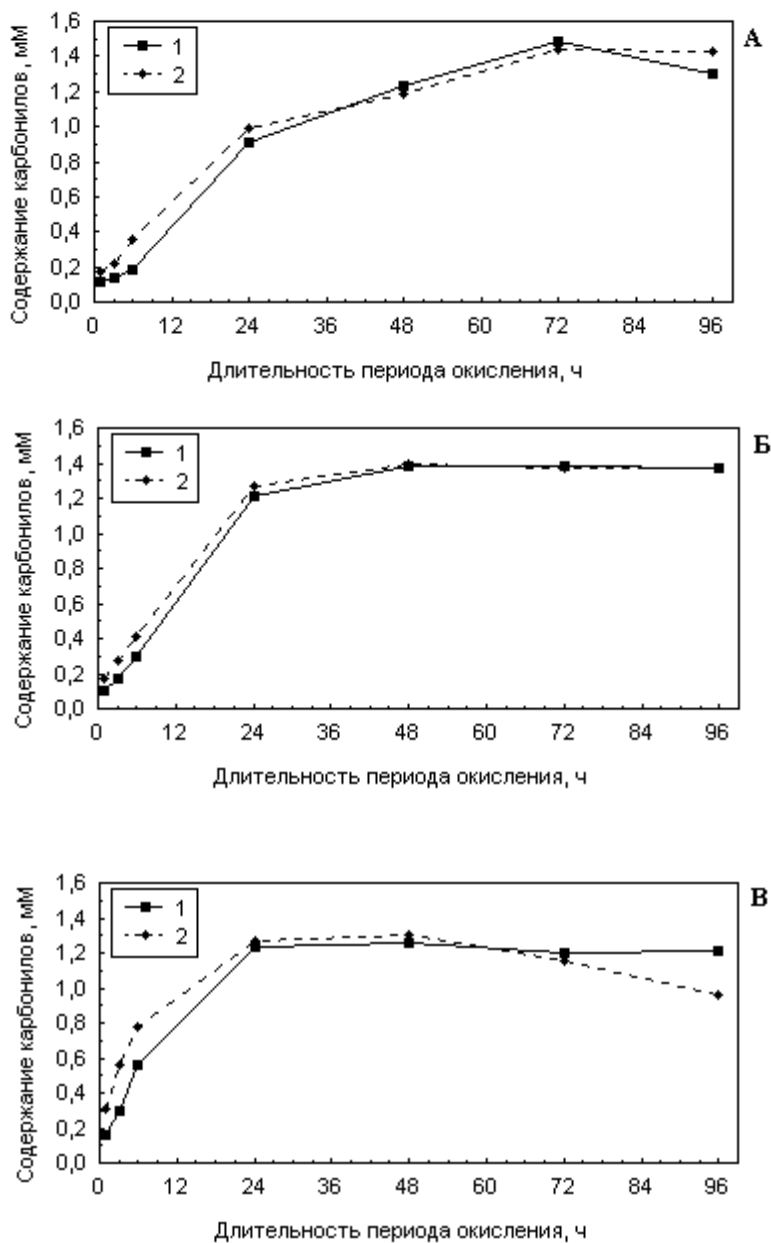 А
Содержание карбонилов, мМ
1,6
1,4
1,2
1,0
0,8
0,6
0,4
0,2
0,0
1
2
0 12 24 36 48 60 72 84 96
Длительность периода окисления, ч
Б
Содержание карбонилов, мМ
1,6
1,4
1,2
1,0
0,8
0,6
0,4
0,2
0,0
1
2
0 12 24 36 48 60 72 84 96
Длительность периода окисления, ч
В
Содержание карбонилов, мМ
1,6
1,4
1,2
1,0
0,8
0,6
0,4
0,2
0,0
1
2
0 12 24 36 48 60 72 84 96
Длительность периода окисления, ч